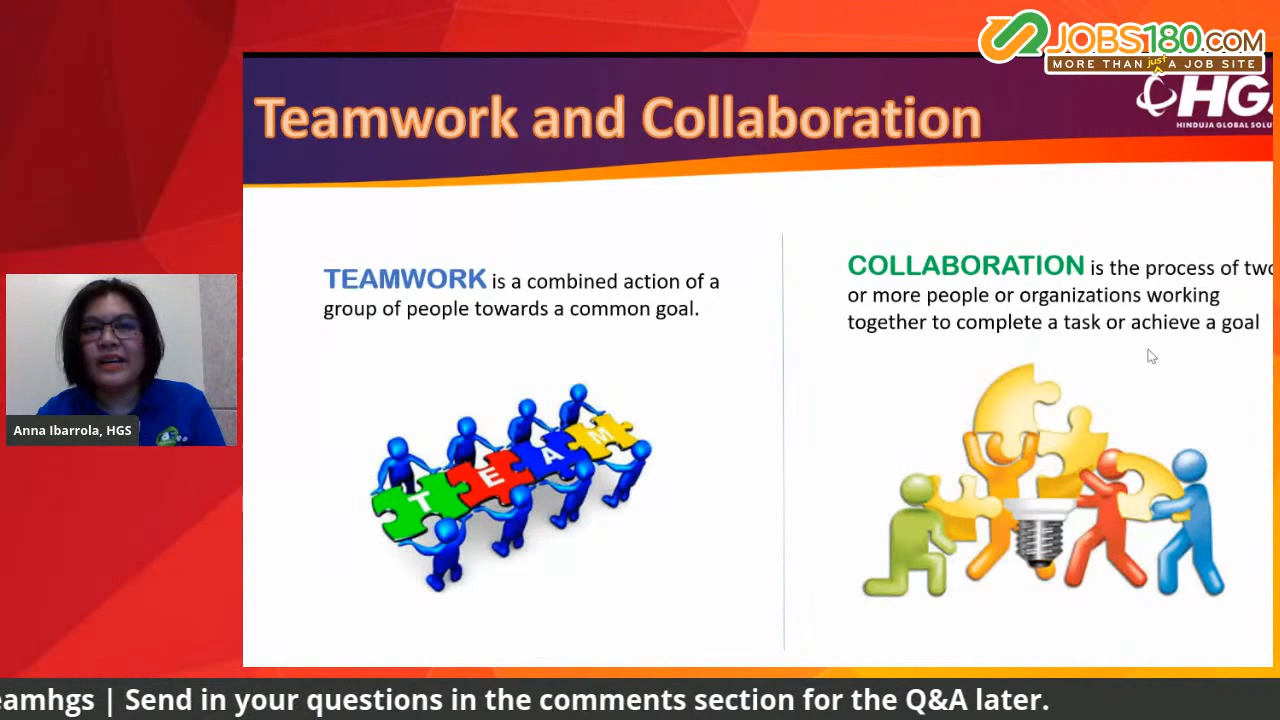 JOBS180.COM
MORE THAN just A JOB SITE
Teamwork and Collaboration
HGS
HINDUJA GLOBAL SOLU
TEAMWORK is a combined action of a
group of people towards a common goal.
COLLABORATION is the process of two
or more people or organizations working
together to complete a task or achieve a goal
T E A M
Anna Ibarrola, HGS
eamhgs | Send in your questions in the comments section for the Q&A later.